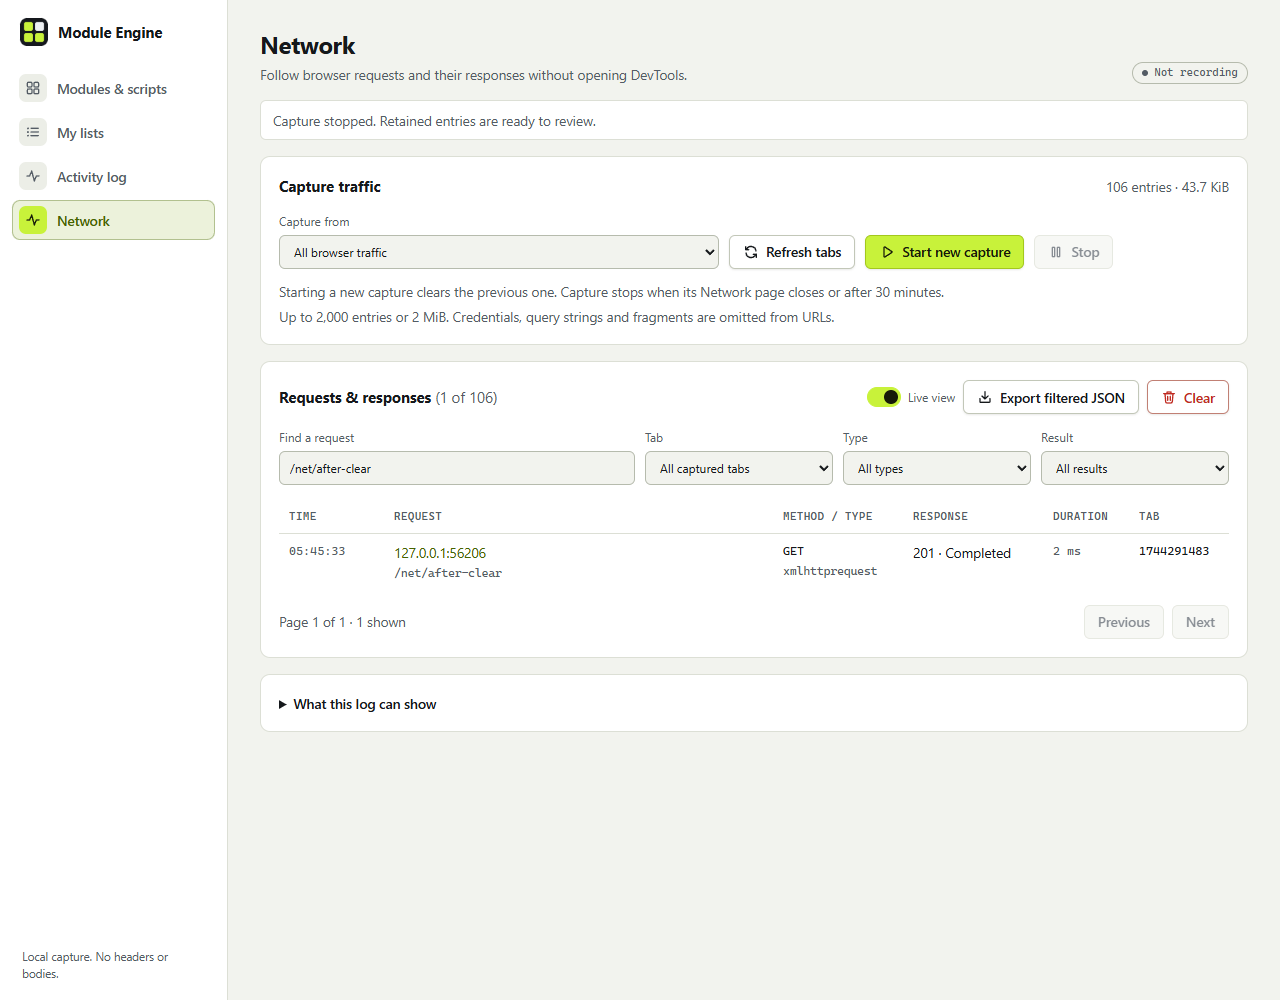 Module Engine
Modules & scripts
My lists
Activity log
Network
Local capture. No headers or
bodies.
Network
Follow browser requests and their responses without opening DevTools.
Not recording
Capture stopped. Retained entries are ready to review.
Capture traffic
106 entries · 43.7 KiB
Capture from
All browser traffic
Refresh tabs
Start new capture
Stop
Starting a new capture clears the previous one. Capture stops when its Network page closes or after 30 minutes.
Up to 2,000 entries or 2 MiB. Credentials, query strings and fragments are omitted from URLs.
Requests & responses (1 of 106)
Live view
Export filtered JSON
Clear
Find a request
Tab
Type
Result
/net/after-clear
All captured tabs
All types
All results
TIME REQUEST METHOD / TYPE RESPONSE DURATION TAB
05:45:33 127.0.0.1:56206 GET 201 · Completed 2 ms 1744291483
/net/after-clear xmlhttprequest
Page 1 of 1 · 1 shown
Previous
Next
What this log can show